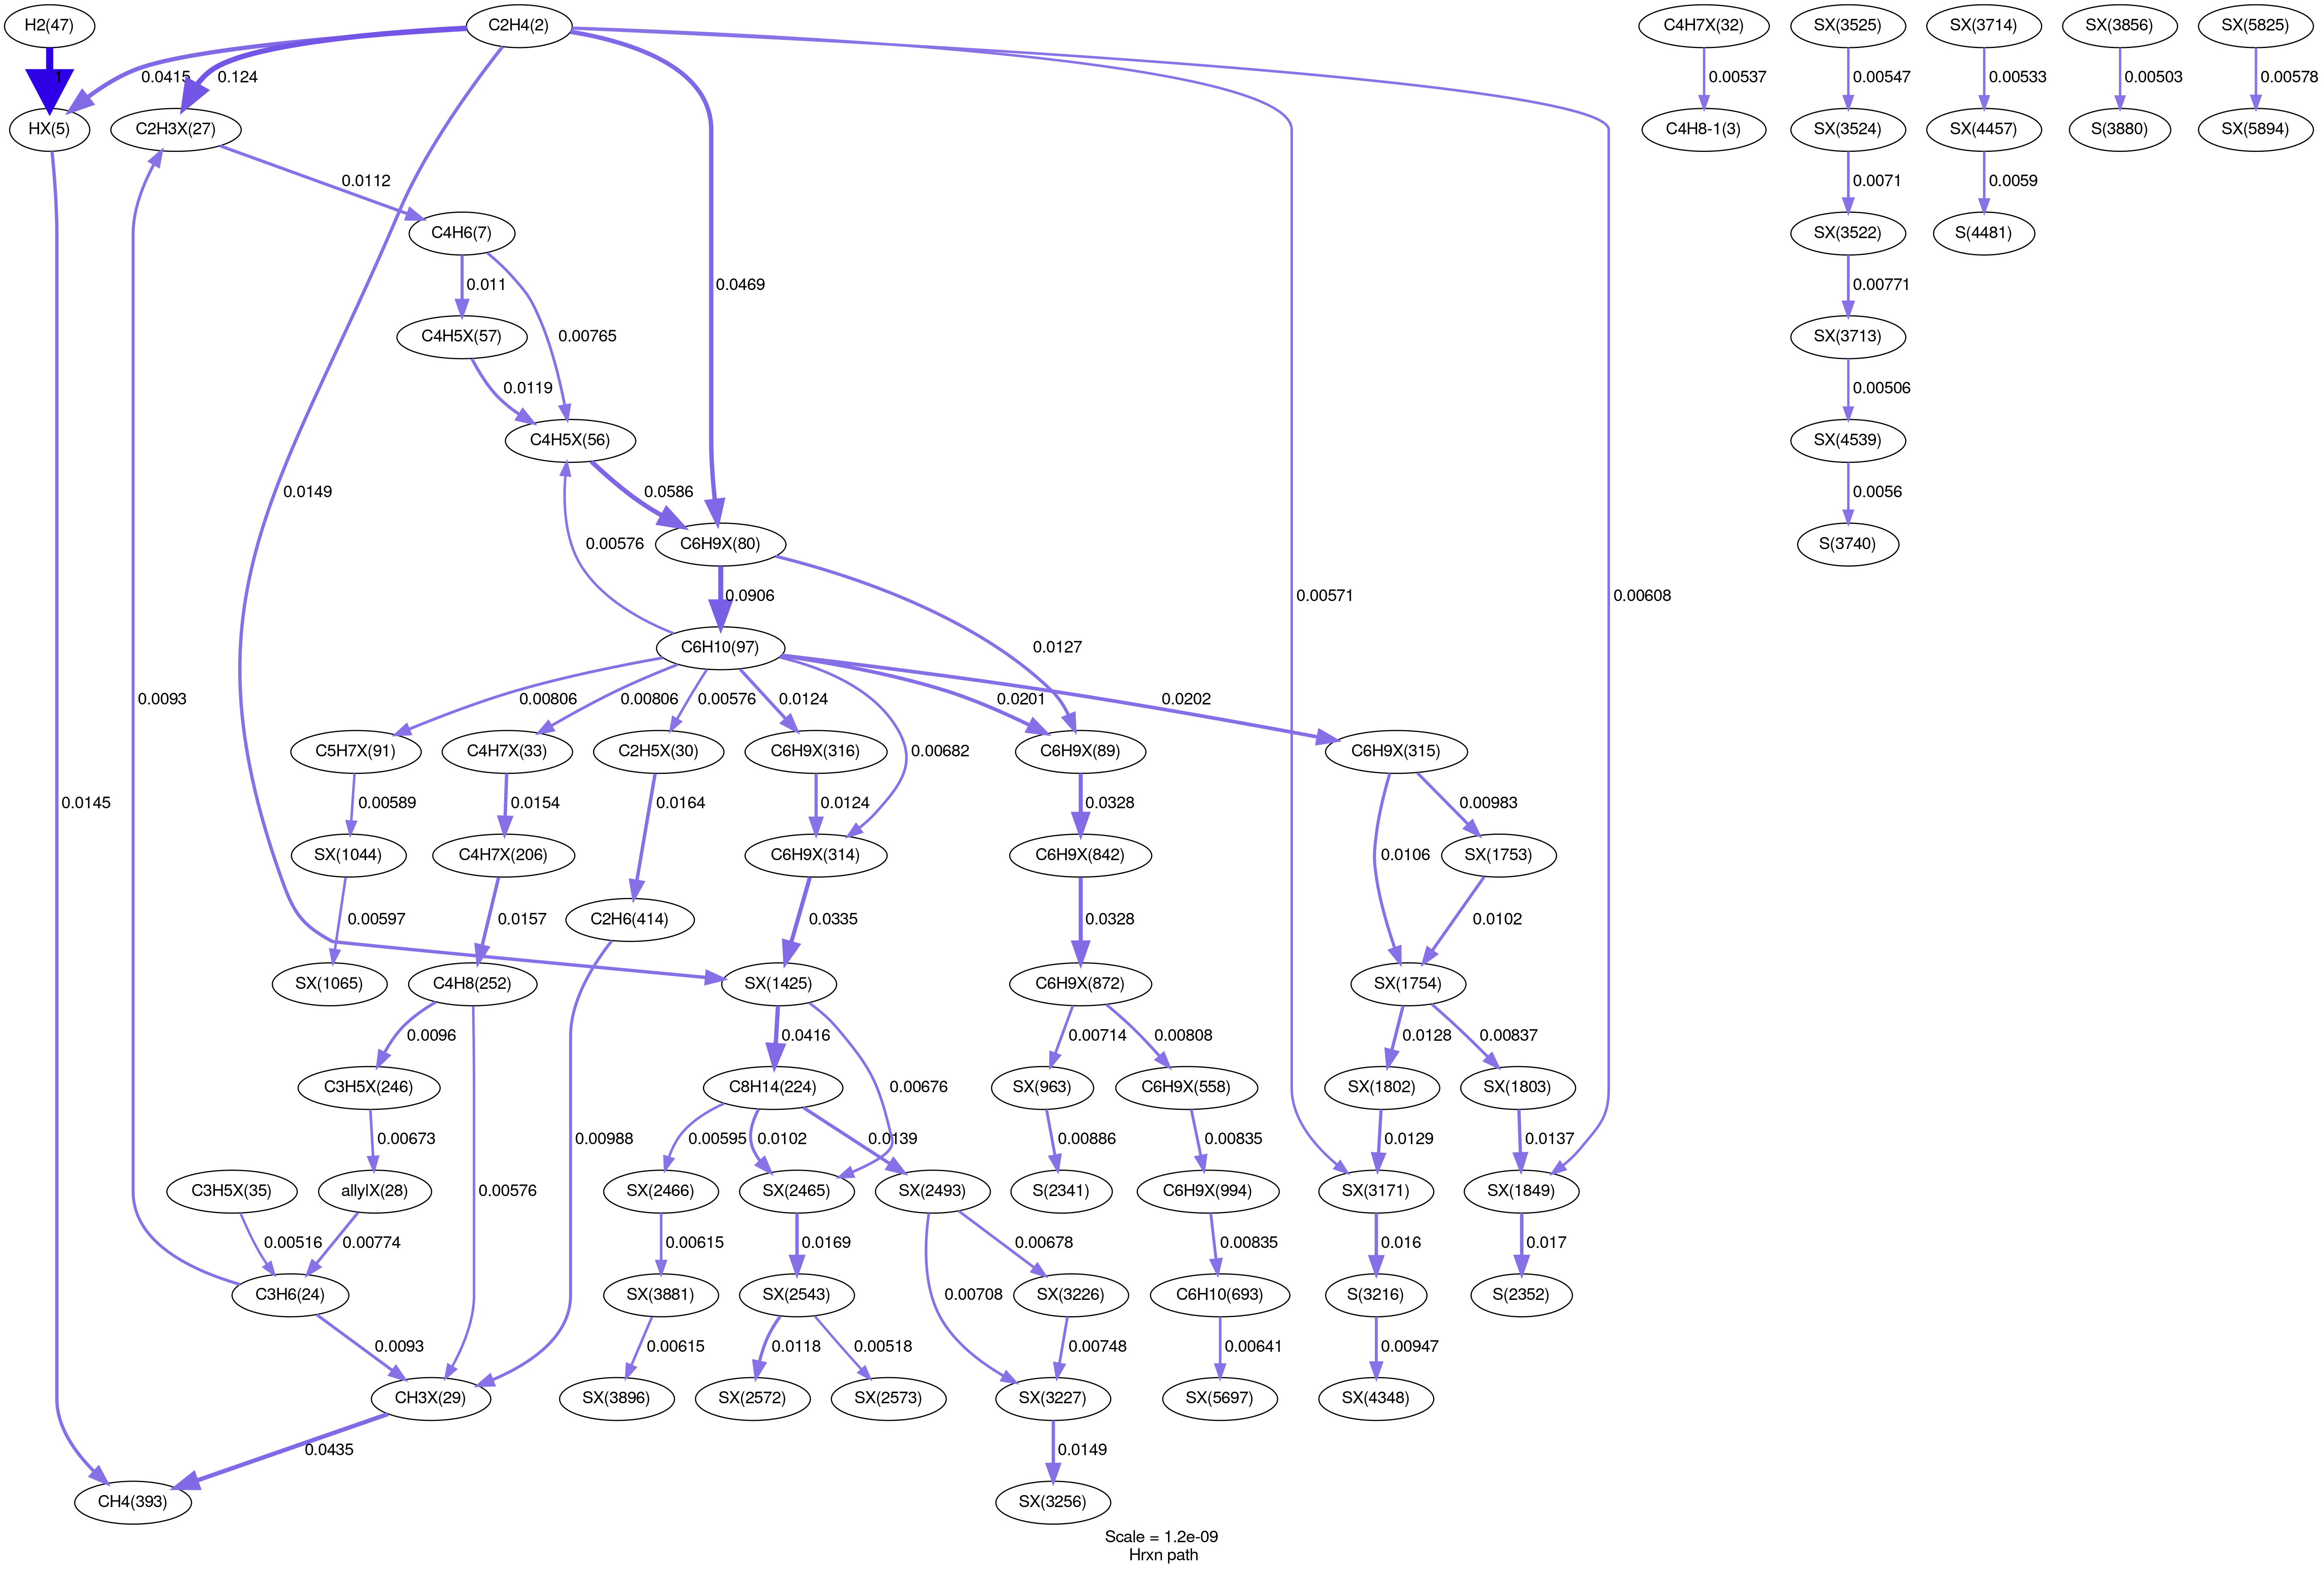 H2(47)
C2H4(2)
C4H7X(32)
SX(3525)
SX(3714)
SX(3856)
SX(5825)
1
0.0415
0.124
0.00537
0.00547
0.00533
0.00503
0.00578
HX(5)
C2H3X(27)
C4H8-1(3)
SX(3524)
SX(4457)
S(3880)
SX(5894)
0.0112
0.0071
0.0059
C4H6(7)
SX(3522)
S(4481)
0.011
0.0469
0.00771
0.00765
C4H5X(57)
SX(3713)
0.0119
0.00506
C4H5X(56)
SX(4539)
0.0149
0.0586
0.0056
C6H9X(80)
S(3740)
0.00576
0.0906
0.00571
0.00608
C6H10(97)
0.0127
0.0093
0.00806
0.00806
0.00576
0.0124
0.0201
0.0202
C5H7X(91)
C4H7X(33)
C2H5X(30)
C6H9X(316)
0.00682
C6H9X(89)
C6H9X(315)
0.0145
0.00589
0.0154
0.0164
0.0124
0.0328
0.00983
SX(1044)
C4H7X(206)
C6H9X(314)
C6H9X(842)
0.0106
SX(1753)
0.00597
0.0157
C2H6(414)
0.0335
0.0328
0.0102
SX(1065)
C4H8(252)
SX(1425)
C6H9X(872)
SX(1754)
0.0096
0.0416
0.00714
0.00808
0.0128
0.00837
C3H5X(246)
C8H14(224)
0.00676
SX(963)
C6H9X(558)
SX(1802)
SX(1803)
0.00673
0.00988
0.00595
0.0102
0.0139
0.00886
0.00835
0.0129
0.0137
C3H5X(35)
allylX(28)
0.00576
SX(2466)
SX(2465)
SX(2493)
S(2341)
C6H9X(994)
SX(3171)
SX(1849)
0.00516
0.00774
0.00615
0.0169
0.00678
0.00835
0.016
0.017
C3H6(24)
SX(3881)
SX(2543)
0.00708
SX(3226)
C6H10(693)
S(3216)
S(2352)
0.0093
0.00615
0.0118
0.00518
0.00748
0.00641
0.00947
CH3X(29)
SX(3896)
SX(2572)
SX(2573)
SX(3227)
SX(5697)
SX(4348)
0.0435
0.0149
CH4(393)
SX(3256)
Scale = 1.2e-09
Hrxn path